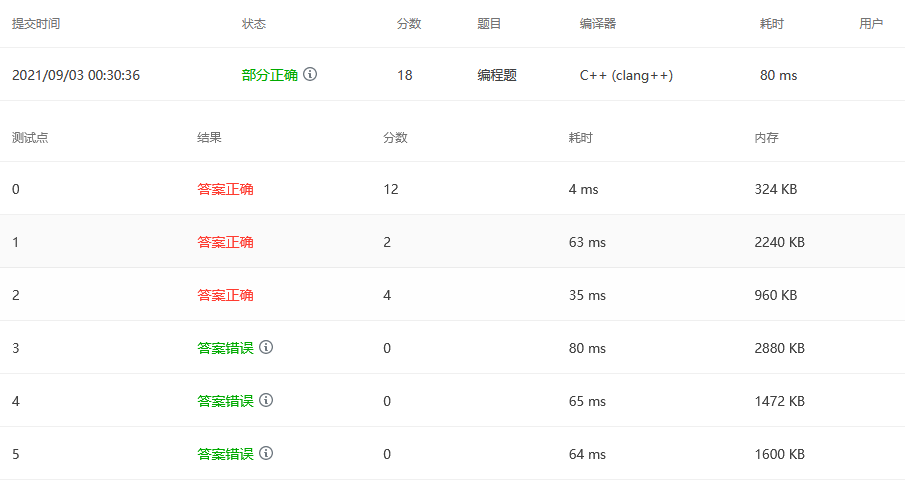 提交时间 状态 分数 题目 编译器 耗时 用户
2021/09/03 00:30:36 部分正确 18 编程题 C++ (clang++) 80 ms
测试点 结果 分数 耗时 内存
0 答案正确 12 4 ms 324 KB
1 答案正确 2 63 ms 2240 KB
2 答案正确 4 35 ms 960 KB
3 答案错误 0 80 ms 2880 KB
4 答案错误 0 65 ms 1472 KB
5 答案错误 0 64 ms 1600 KB